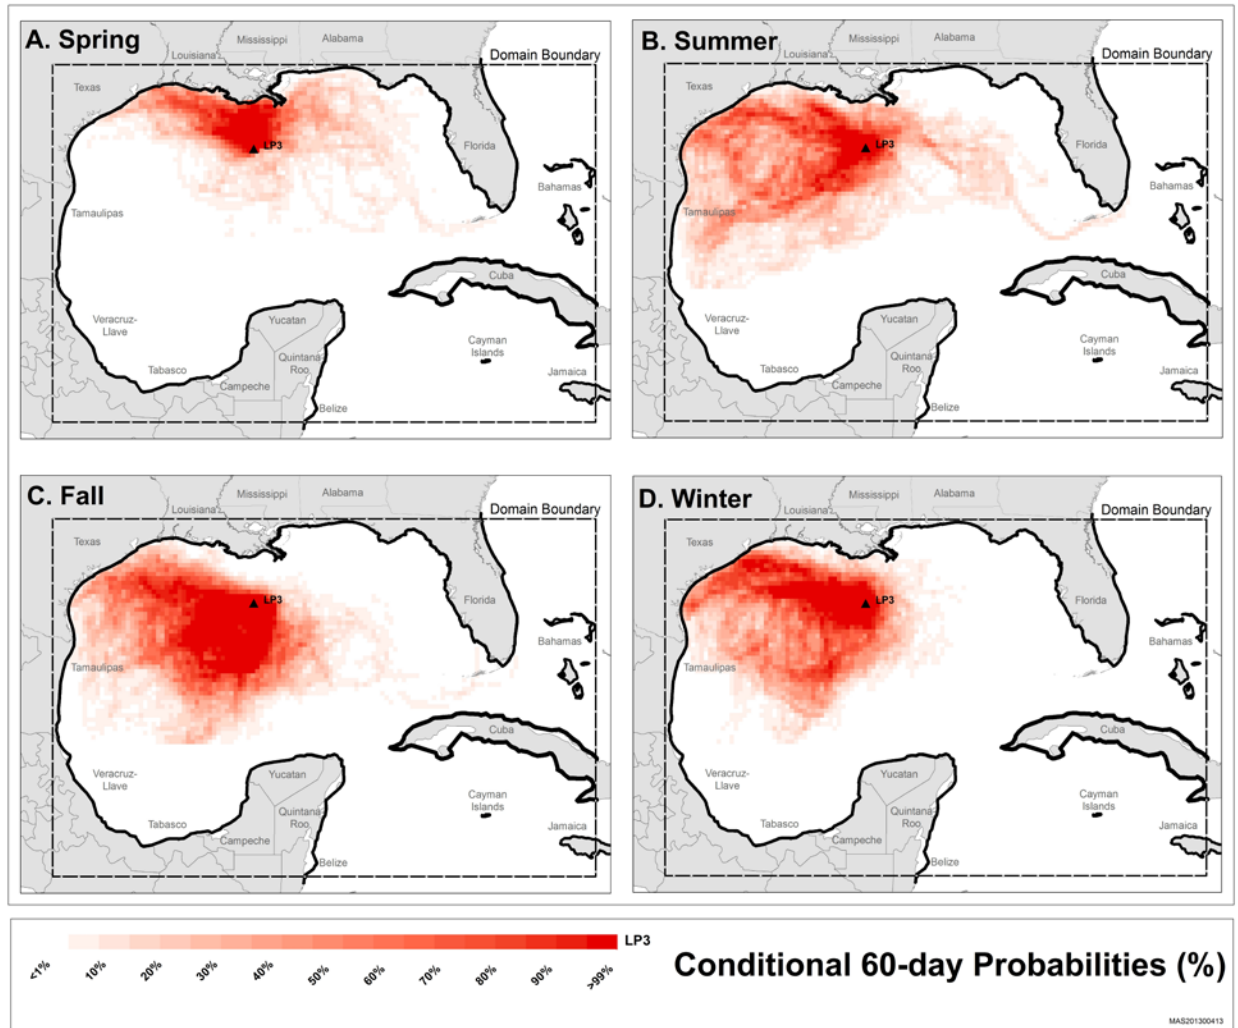 A. Spring
Mississippi
Alabama
Louisiana
Domain Boundary
Texas
LP3
Florida
Bahamas
Tamaulipas
Cuba
Veracruz-
Llave
Yucatan
Cayman
Islands
Quintana
Roo
Tabasco
Campeche
Jamaica
Belize
B. Summer
Mississippi
Alabama
Louisiana
Domain Boundary
Texas
LP3
Florida
Bahamas
Tamaulipas
Cuba
Veracruz-
Llave
Yucatan
Cayman
Islands
Quintana
Roo
Tabasco
Campeche
Jamaica
Belize
C. Fall
Mississippi
Alabama
Louisiana
Domain Boundary
Texas
LP3
Florida
Bahamas
Tamaulipas
Cuba
Veracruz-
Llave
Yucatan
Cayman
Islands
Quintana
Roo
Tabasco
Campeche
Jamaica
Belize
D. Winter
Mississippi
Alabama
Louisiana
Domain Boundary
Texas
LP3
Florida
Bahamas
Tamaulipas
Cuba
Veracruz-
Llave
Yucatan
Cayman
Islands
Quintana
Roo
Tabasco
Campeche
Jamaica
Belize
LP3
<1% 10% 20% 30% 40% 50% 60% 70% 80% 90% >99%
Conditional 60-day Probabilities (%)
MAS201300413